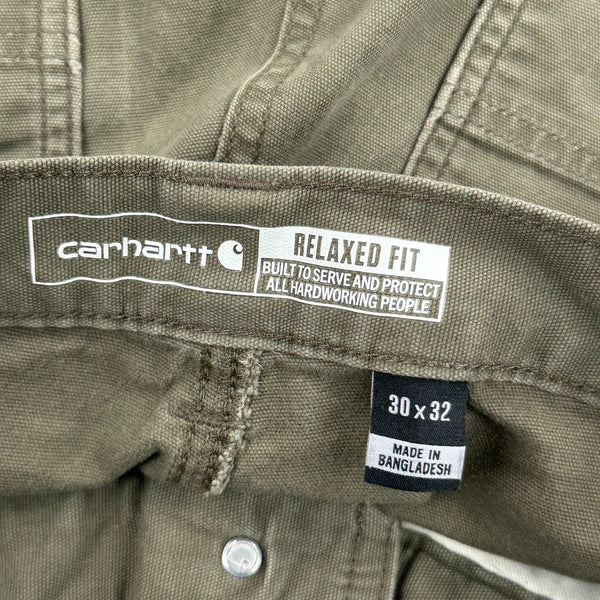 carhartt
RELAXED FIT
BUILT TO SERVE AND PROTECT
ALL HARDWORKING PEOPLE
30 x 32
MADE IN
BANGLADESH